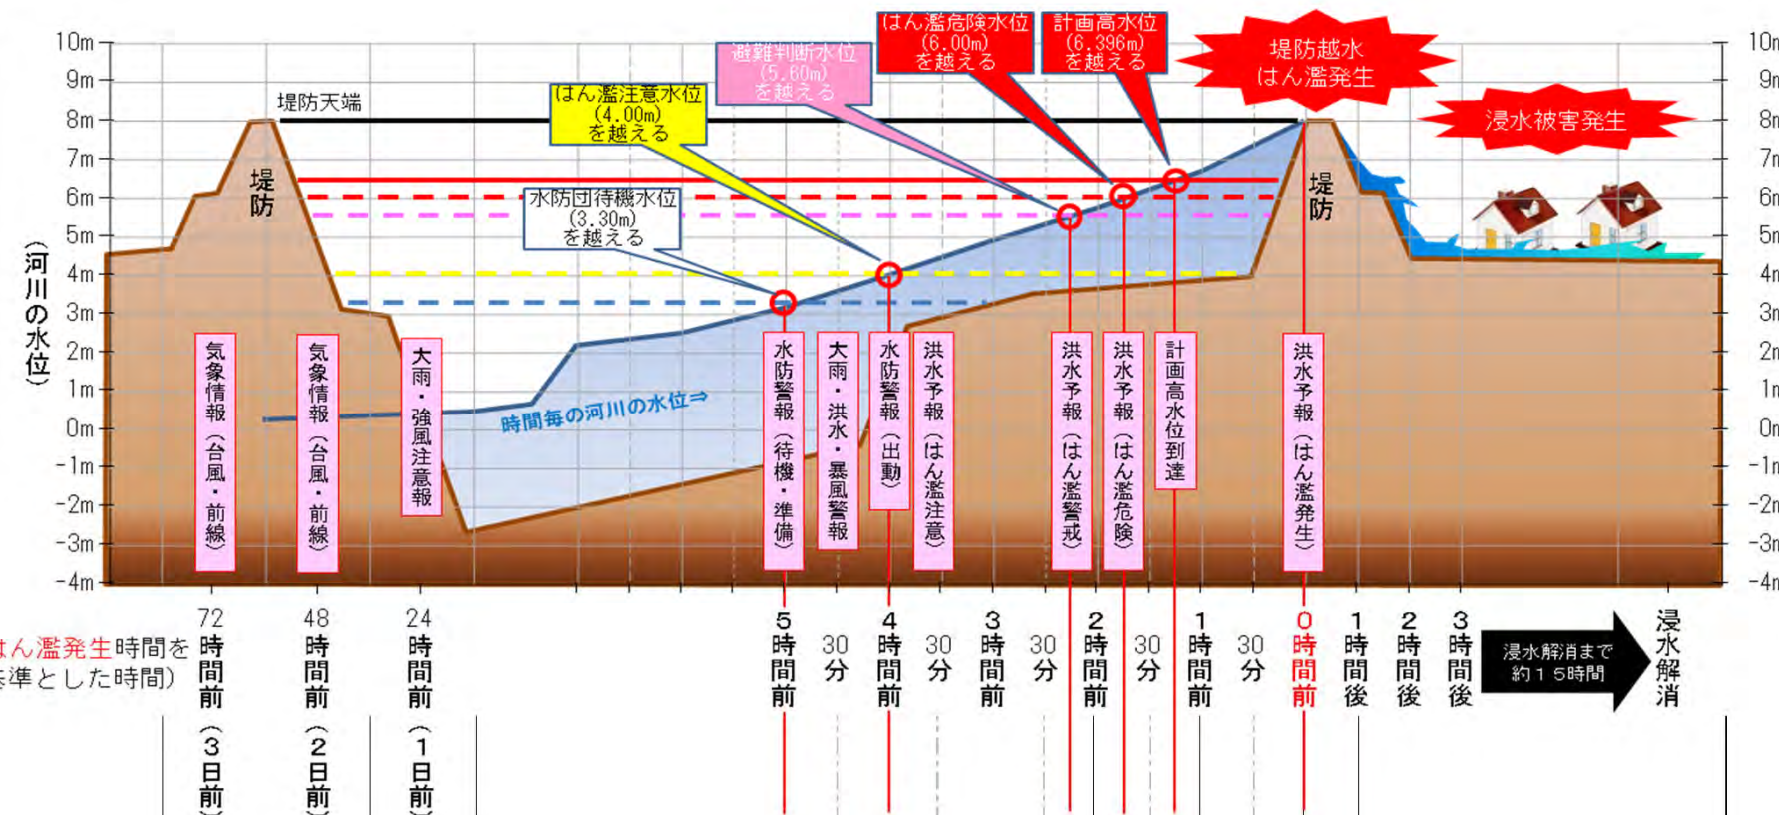 はん濫危険水位
(6.00m)
を越える
計画高水位
(6.396m)
を越える
堤防越水
はん濫発生
避難判断水位
(5.60m)
を越える
はん濫注意水位
(4.00m)
を越える
浸水被害発生
水防団待機水位
(3.30m)
を越える
堤防天端
堤防
堤防
10m
9m
8m
7m
6m
5m
4m
3m
2m
1m
0m
-1m
-2m
-3m
-4m
10m
9m
8m
7m
6m
5m
4m
3m
2m
1m
0m
-1m
-2m
-3m
-4m
(河川の水位)
時間毎の河川の水位⇒
気象情報(台風・前線)
気象情報(台風・前線)
大雨・強風注意報
水防警報(待機・準備)
大雨・洪水・暴風警報
水防警報(出動)
洪水予報(はん濫注意)
洪水予報(はん濫警戒)
洪水予報(はん濫危険)
計画高水位到達
洪水予報(はん濫発生)
はん濫発生時間を
基準とした時間)
72時間前(3日前)
48時間前(2日前)
24時間前(1日前)
5時間前
30分
4時間前
30分
3時間前
30分
2時間前
30分
1時間前
30分
0時間前
1時間後
2時間後
3時間後
浸水解消まで
約15時間
浸水解消